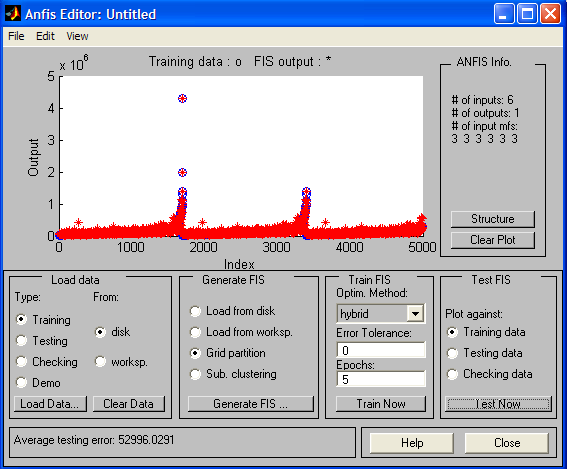 Anfis Editor: Untitled
File Edit View
x 10^6
Training data : o FIS output : *
5
4
3
2
1
0
Output
0 1000 2000 3000 4000 5000
Index
ANFIS Info.
# of inputs: 6
# of outputs: 1
# of input mfs:
3 3 3 3 3 3
Structure
Clear Plot
Load data
Type: From:
Training
disk
Testing
Checking
worksp.
Demo
Load Data... Clear Data
Generate FIS
Load from disk
Load from worksp.
Grid partition
Sub. clustering
Generate FIS ...
Train FIS
Optim. Method:
hybrid
Error Tolerance:
0
Epochs:
5
Train Now
Test FIS
Plot against:
Training data
Testing data
Checking data
Test Now
Average testing error: 52996.0291
Help Close